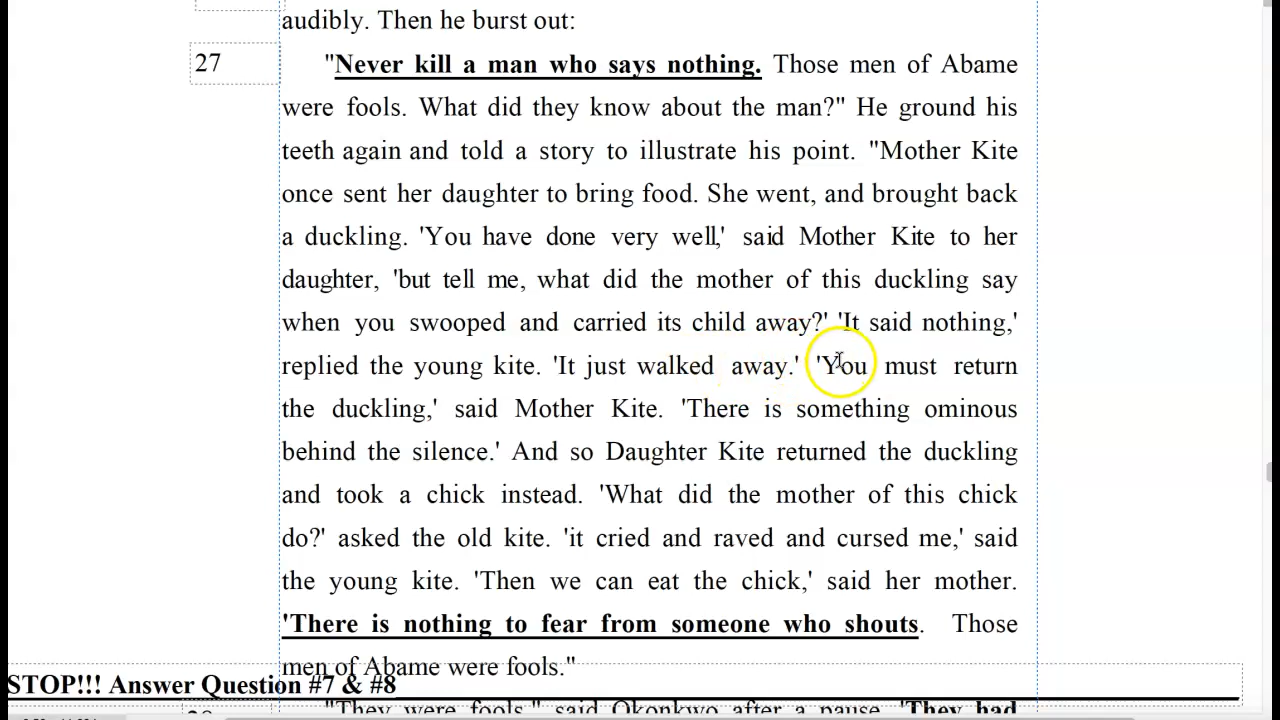 audibly. Then he burst out:
27
"Never kill a man who says nothing. Those men of Abame
were fools. What did they know about the man?" He ground his
teeth again and told a story to illustrate his point. "Mother Kite
once sent her daughter to bring food. She went, and brought back
a duckling. 'You have done very well,' said Mother Kite to her
daughter, 'but tell me, what did the mother of this duckling say
when you swooped and carried its child away?' 'It said nothing,'
replied the young kite. 'It just walked away.' 'You must return
the duckling,' said Mother Kite. 'There is something ominous
behind the silence.' And so Daughter Kite returned the duckling
and took a chick instead. 'What did the mother of this chick
do?' asked the old kite. 'it cried and raved and cursed me,' said
the young kite. 'Then we can eat the chick,' said her mother.
'There is nothing to fear from someone who shouts. Those
men of Abame were fools."
STOP!!! Answer Question #7 & #8
"They were fools," said Okonkwo after a pause. 'They had